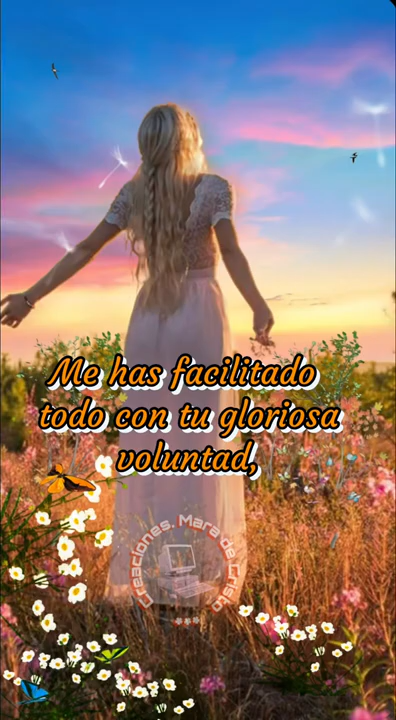 Me has facilitado
todo con tu gloriosa
voluntad,
Creaciones. Mara de Cristo